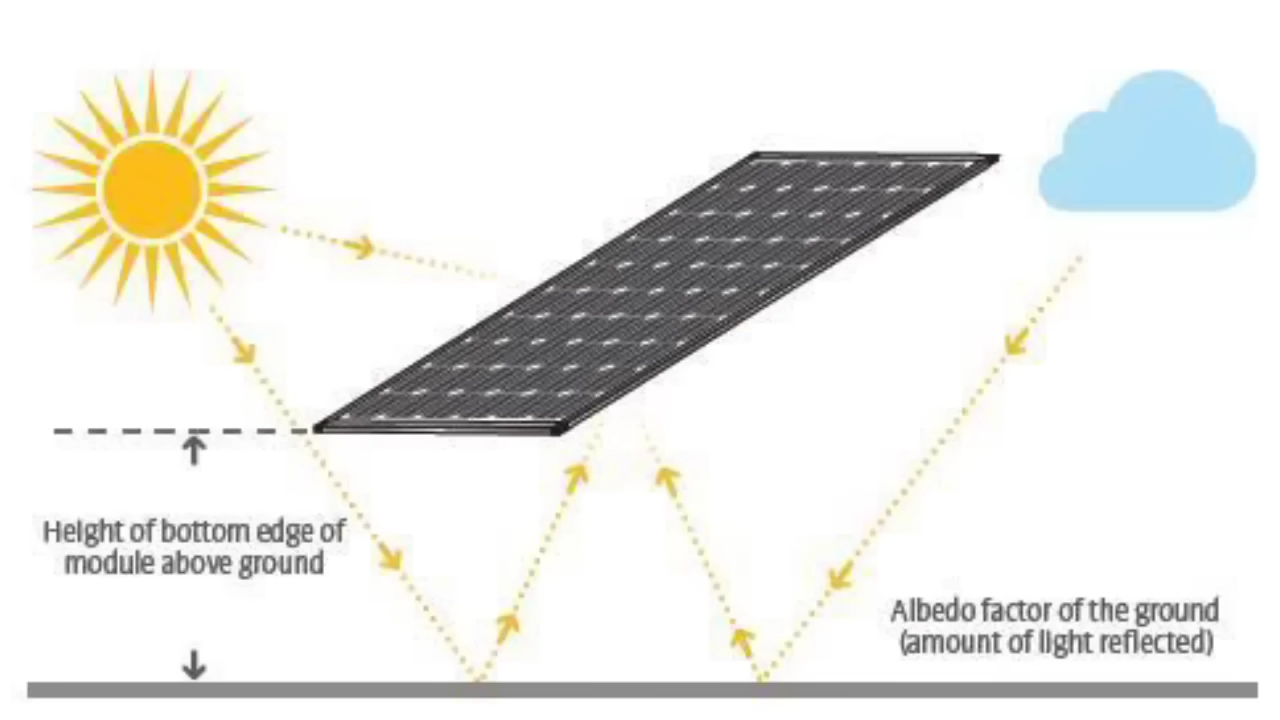 Height of bottom edge of
module above ground
Albedo factor of the ground
(amount of light reflected)